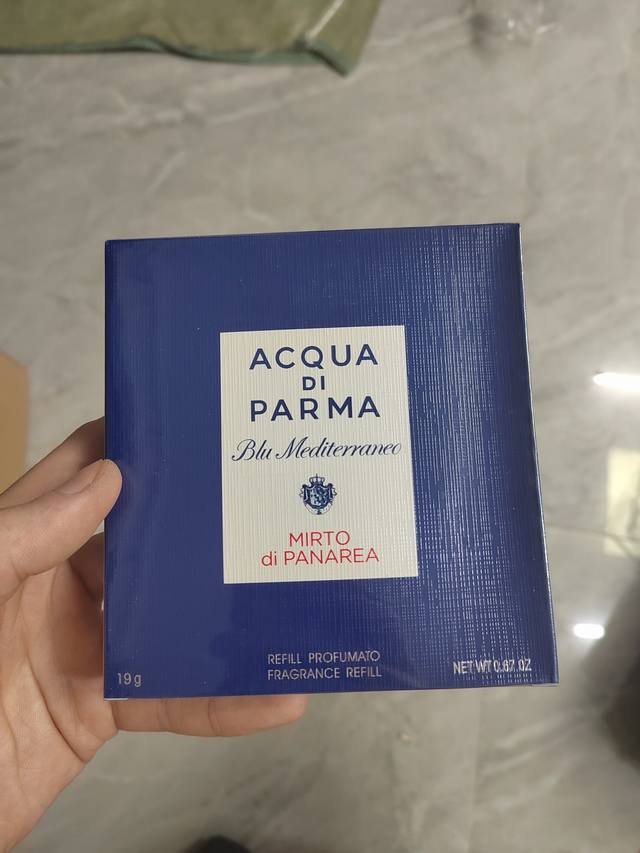 ACQUA
DI
PARMA
Blu Mediterraneo
MIRTO
di PANAREA
REFILL PROFUMATO
FRAGRANCE REFILL
19 g
NET WT 0.67 OZ